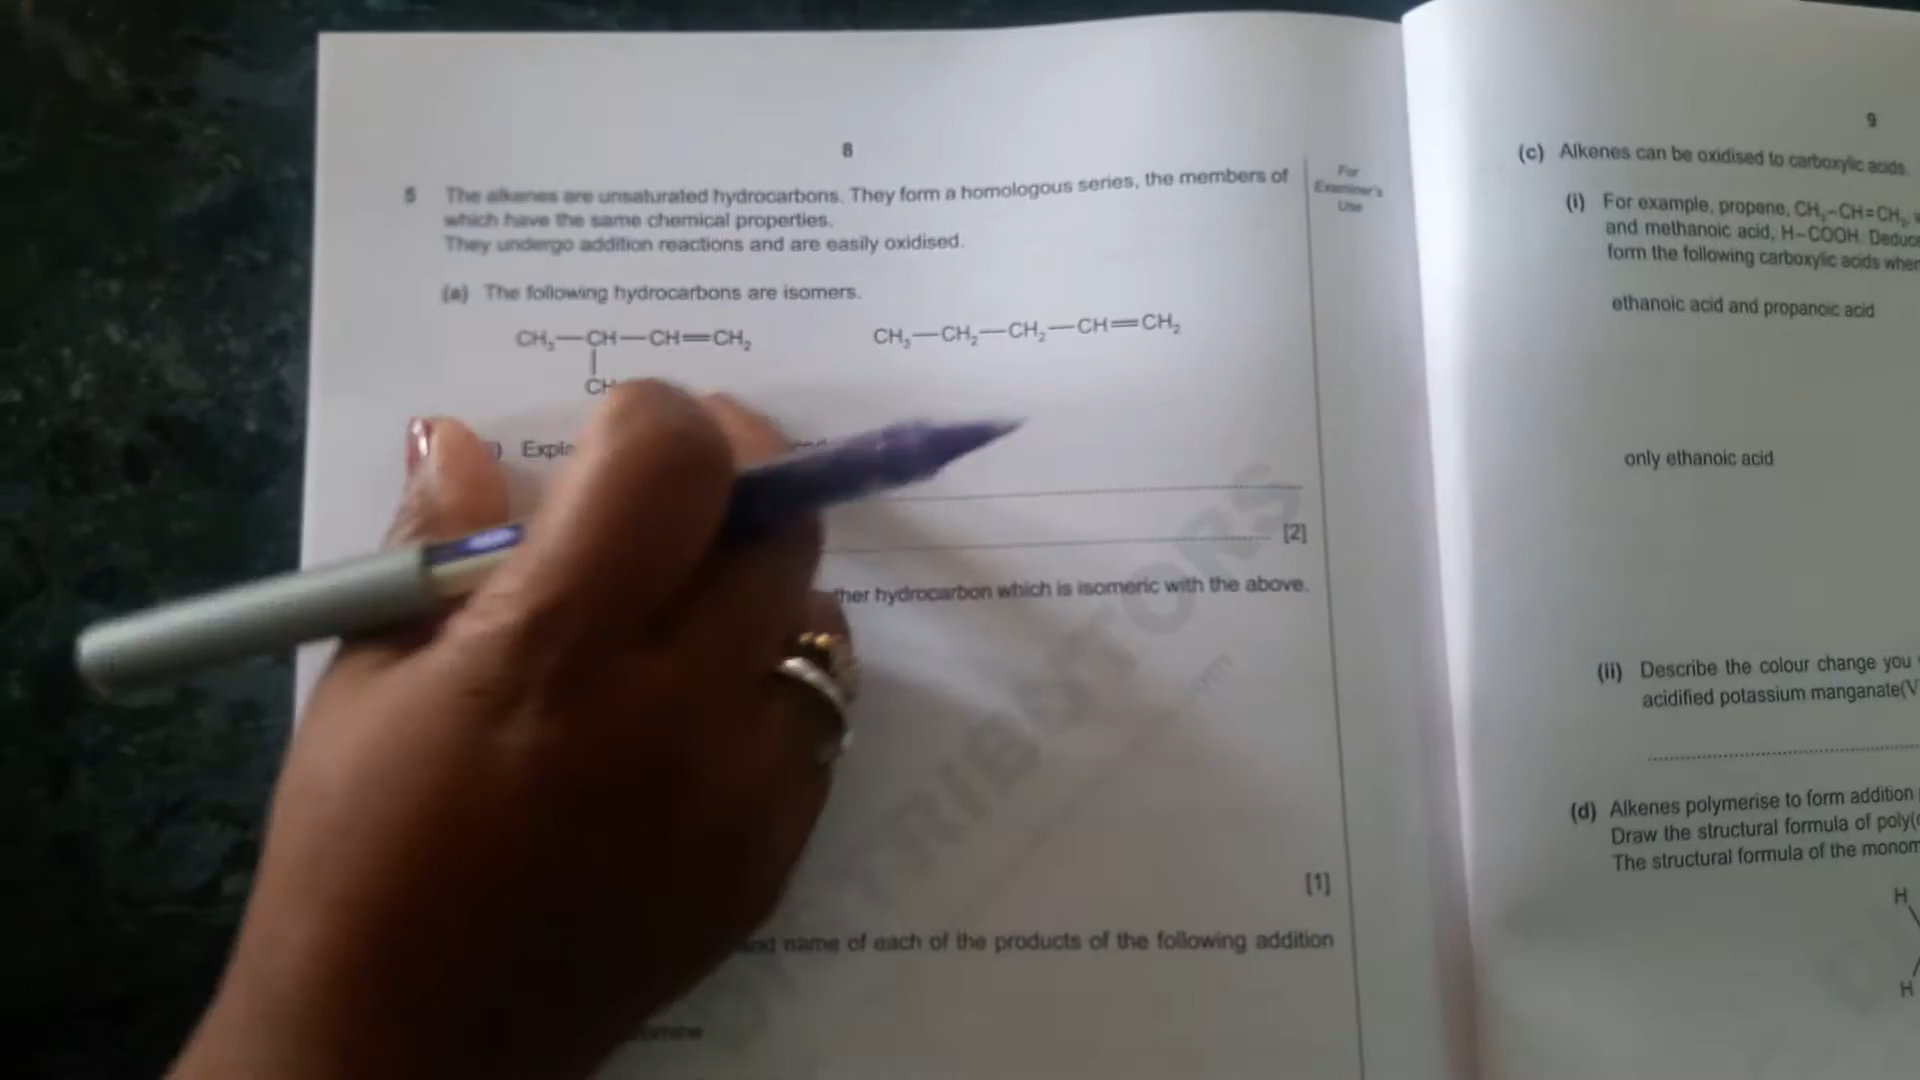 8
5 The alkenes are unsaturated hydrocarbons. They form a homologous series, the members of
which have the same chemical properties.
They undergo addition reactions and are easily oxidised.
For
Examiner's
Use
(a) The following hydrocarbons are isomers.
CH₃—CH—CH=CH₂
CH
CH₃—CH₂—CH₂—CH=CH₂
[2]
hydrocarbon which is isomeric with the above.
[1]
name of each of the products of the following addition
9
(c) Alkenes can be oxidised to carboxylic acids.
(i) For example, propene, CH₃–CH=CH₂,
and methanoic acid, H–COOH.
form the following carboxylic acids
ethanoic acid and propanoic acid
only ethanoic acid
(ii) Describe the colour change you
acidified potassium manganate(V
(d) Alkenes polymerise to form addition
Draw the structural formula of poly(
The structural formula of the
H
H